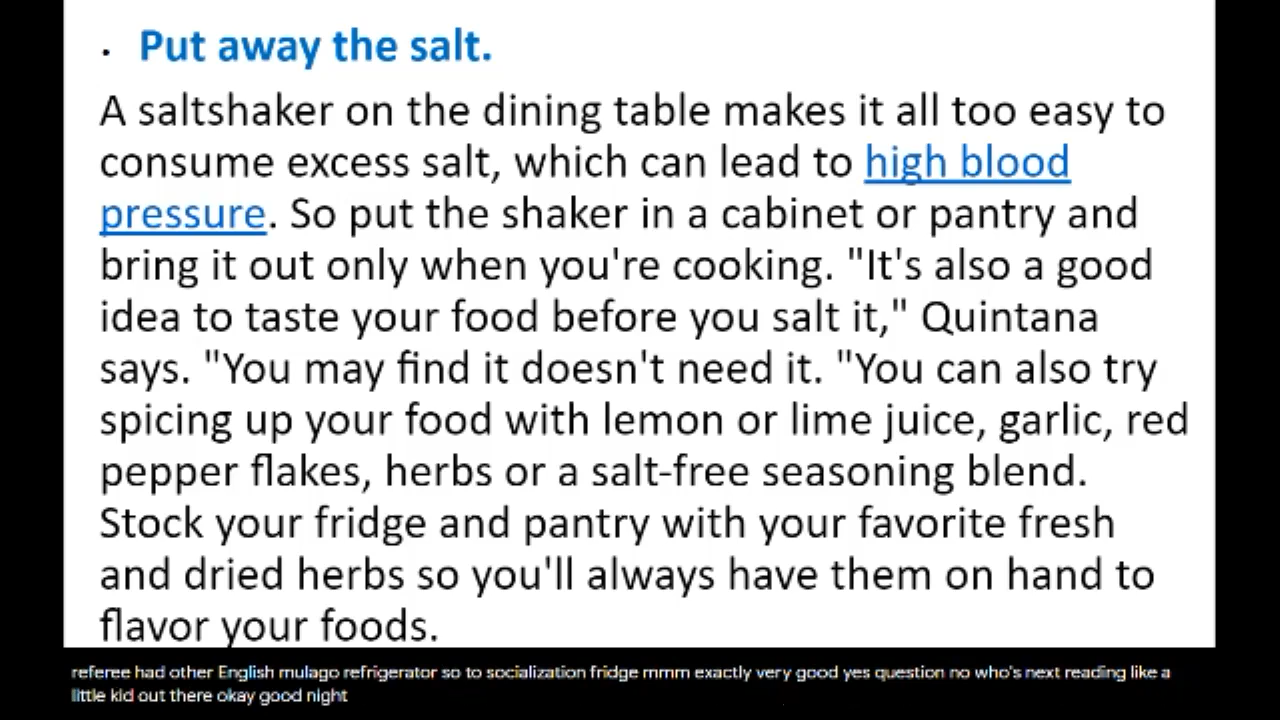 • Put away the salt.
A saltshaker on the dining table makes it all too easy to
consume excess salt, which can lead to high blood
pressure. So put the shaker in a cabinet or pantry and
bring it out only when you're cooking. "It's also a good
idea to taste your food before you salt it," Quintana
says. "You may find it doesn't need it. "You can also try
spicing up your food with lemon or lime juice, garlic, red
pepper flakes, herbs or a salt-free seasoning blend.
Stock your fridge and pantry with your favorite fresh
and dried herbs so you'll always have them on hand to
flavor your foods.
referee had other English mulago refrigerator so to socialization fridge mmm exactly very good yes question no who's next reading like a
little kid out there okay good night